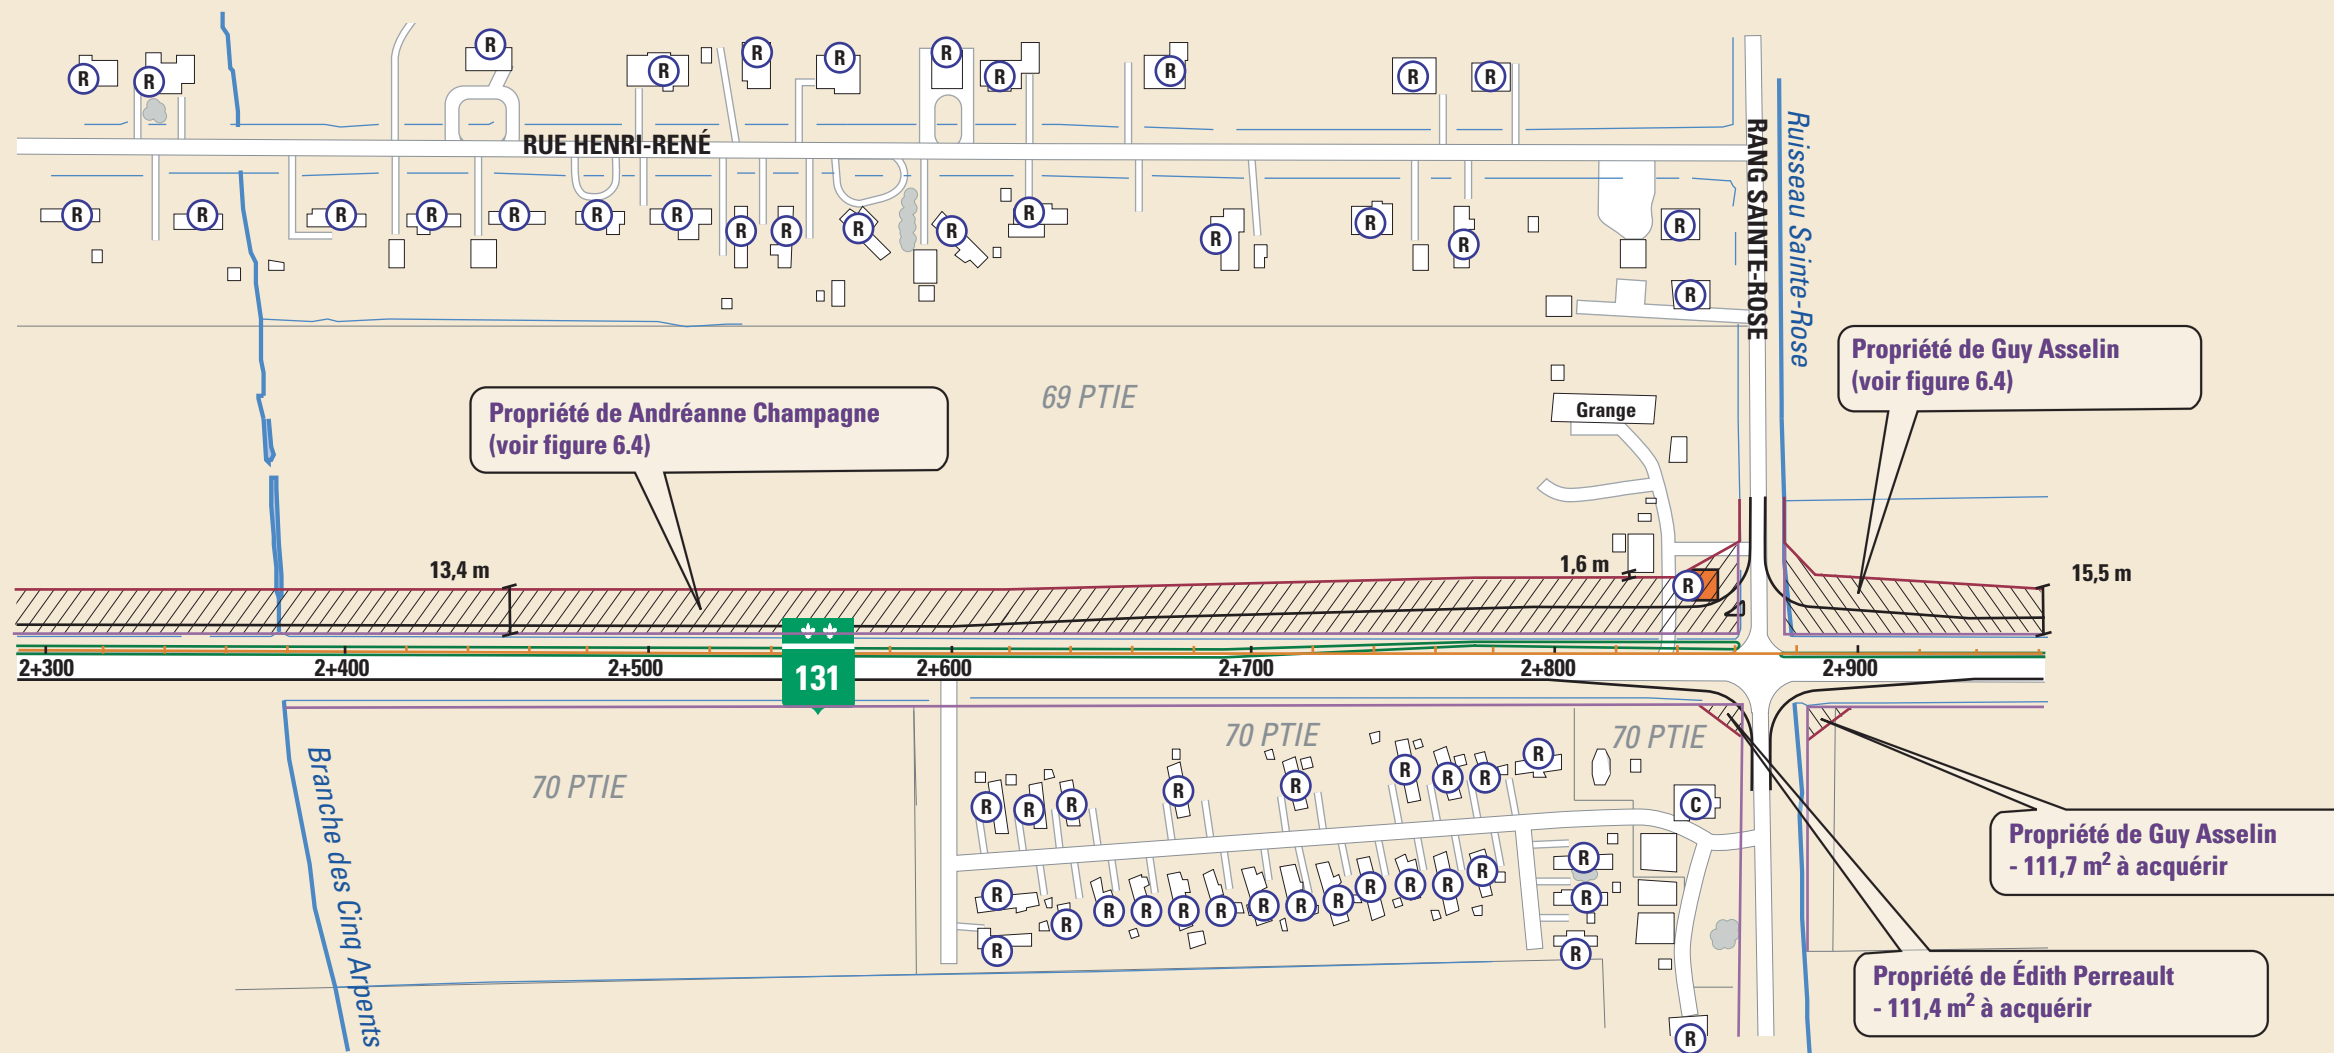 R R R R R R R R R R R
RUE HENRI-RENÉ
RANG SAINTE-ROSE
Ruisseau Sainte-Rose
R R R R R R R R R R R R R R R R
R
Propriété de Guy Asselin
(voir figure 6.4)
Propriété de Andréanne Champagne
(voir figure 6.4)
69 PTIE
Grange
13,4 m
1,6 m
R
15,5 m
2+300 2+400 2+500 2+600 2+700 2+800 2+900
131
70 PTIE
70 PTIE
70 PTIE
Branche des Cinq Arpents
R R R R R R R R R
C
R R R R R R R R R R R R R
R R R
R R
Propriété de Guy Asselin
- 111,7 m² à acquérir
Propriété de Édith Perreault
- 111,4 m² à acquérir
R